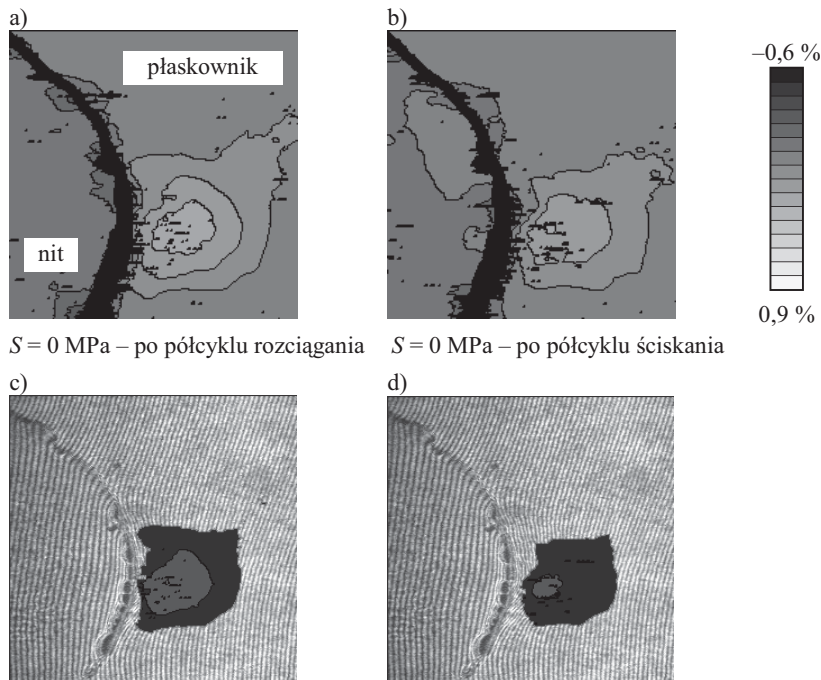 a)
b)
płaskownik
nit
–0,6 %
0,9 %
S = 0 MPa – po półcyklu rozciągania
S = 0 MPa – po półcyklu ściskania
c)
d)